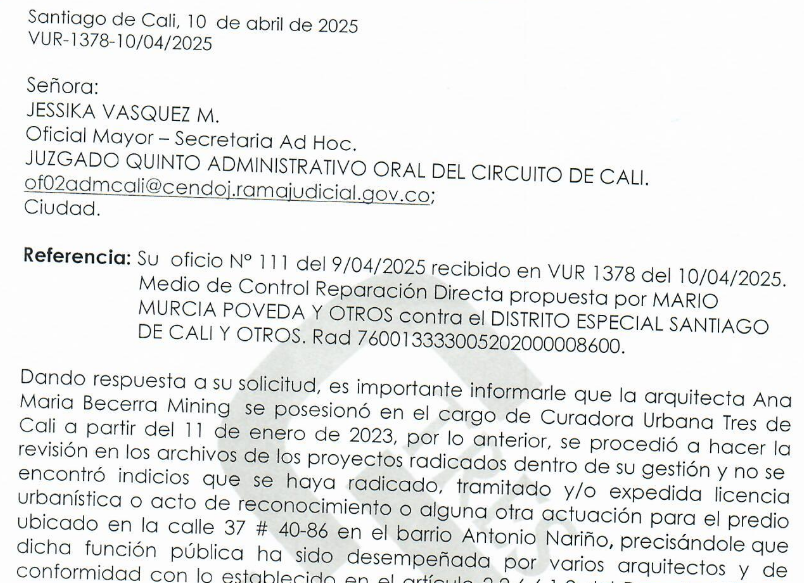 Santiago de Cali, 10 de abril de 2025
VUR-1378-10/04/2025
Señora:
JESSIKA VASQUEZ M.
Oficial Mayor – Secretaria Ad Hoc.
JUZGADO QUINTO ADMINISTRATIVO ORAL DEL CIRCUITO DE CALI.
of02admcali@cendoj.ramajudicial.gov.co;
Ciudad.
Referencia: Su oficio N° 111 del 9/04/2025 recibido en VUR 1378 del 10/04/2025.
Medio de Control Reparación Directa propuesta por MARIO
MURCIA POVEDA Y OTROS contra el DISTRITO ESPECIAL SANTIAGO
DE CALI Y OTROS. Rad 76001333300520200008600.
Dando respuesta a su solicitud, es importante informarle que la arquitecta Ana
Maria Becerra Mining se posesionó en el cargo de Curadora Urbana Tres de
Cali a partir del 11 de enero de 2023, por lo anterior, se procedió a hacer la
revisión en los archivos de los proyectos radicados dentro de su gestión y no se
encontró indicios que se haya radicado, tramitado y/o expedida licencia
urbanística o acto de reconocimiento o alguna otra actuación para el predio
ubicado en la calle 37 # 40-86 en el barrio Antonio Nariño, precisándole que
dicha función pública ha sido desempeñada por varios arquitectos y de
conformidad con lo establecido en el artículo